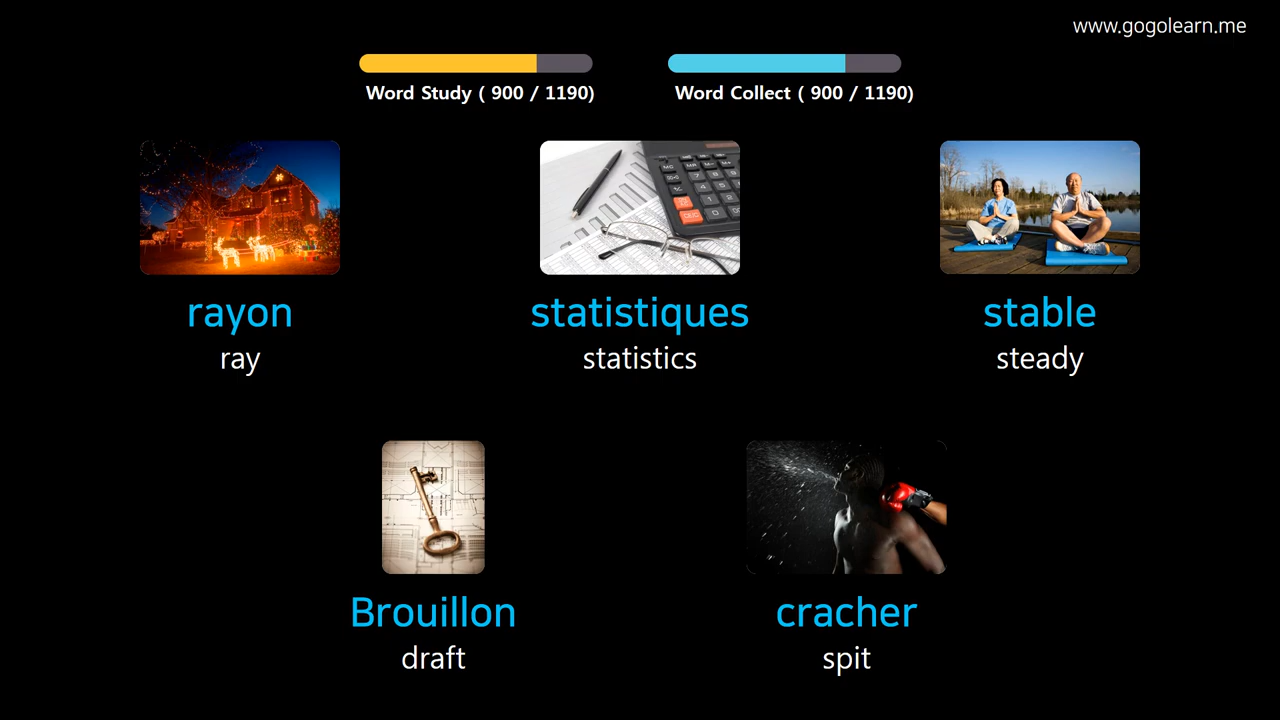 www.gogolearn.me
Word Study ( 900 / 1190)
Word Collect ( 900 / 1190)
rayon
ray
statistiques
statistics
stable
steady
Brouillon
draft
cracher
spit